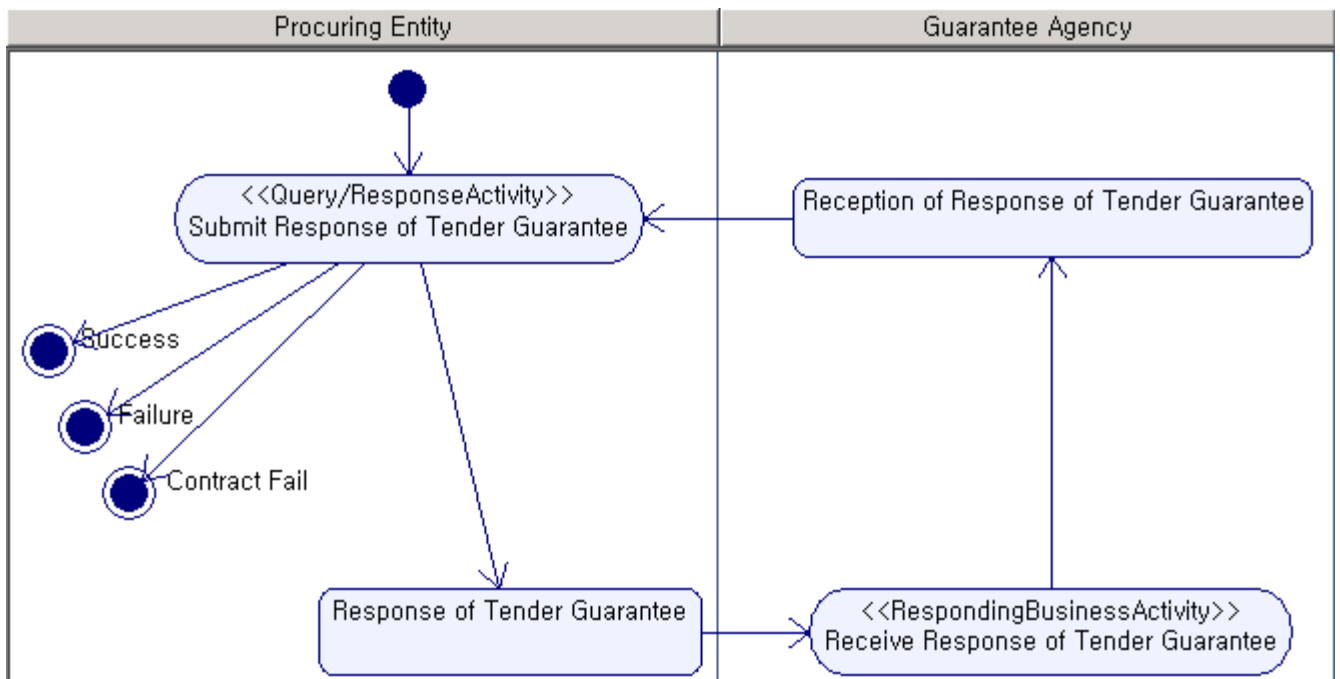 Procuring Entity
Guarantee Agency
<<Query/ResponseActivity>>
Submit Response of Tender Guarantee
Reception of Response of Tender Guarantee
Success
Failure
Contract Fail
Response of Tender Guarantee
<<RespondingBusinessActivity>>
Receive Response of Tender Guarantee